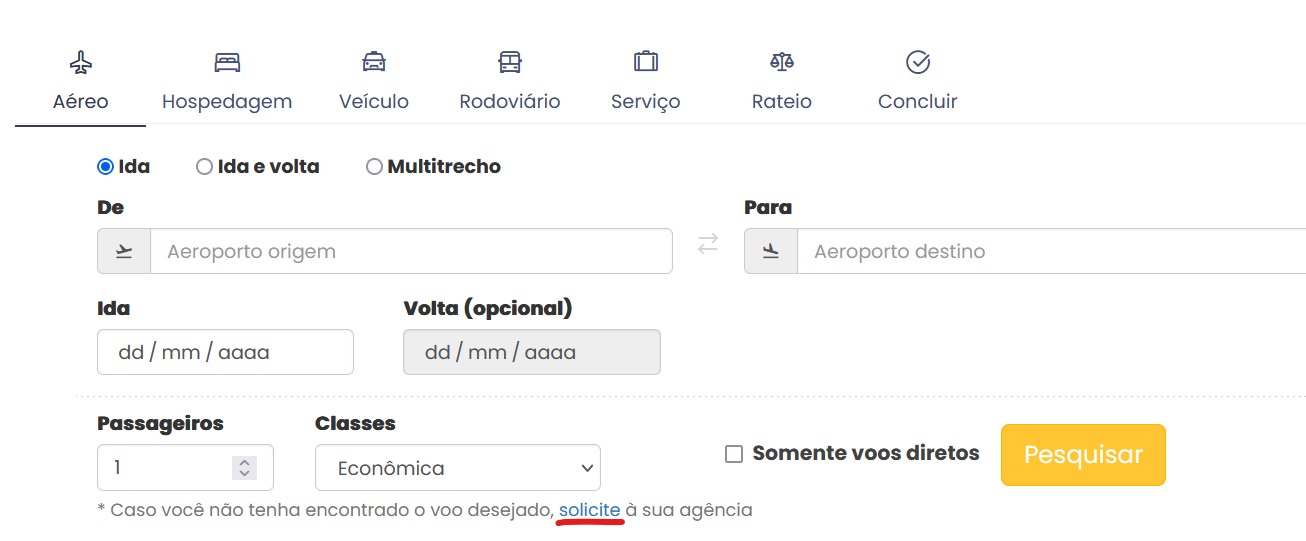 Aéreo Hospedagem Veículo Rodoviário Serviço Rateio Concluir
Ida Ida e volta Multitrecho
De Para
Aeroporto origem Aeroporto destino
Ida Volta (opcional)
dd / mm / aaaa dd / mm / aaaa
Passageiros Classes
1 Econômica Somente voos diretos Pesquisar
* Caso você não tenha encontrado o voo desejado, solicite à sua agência